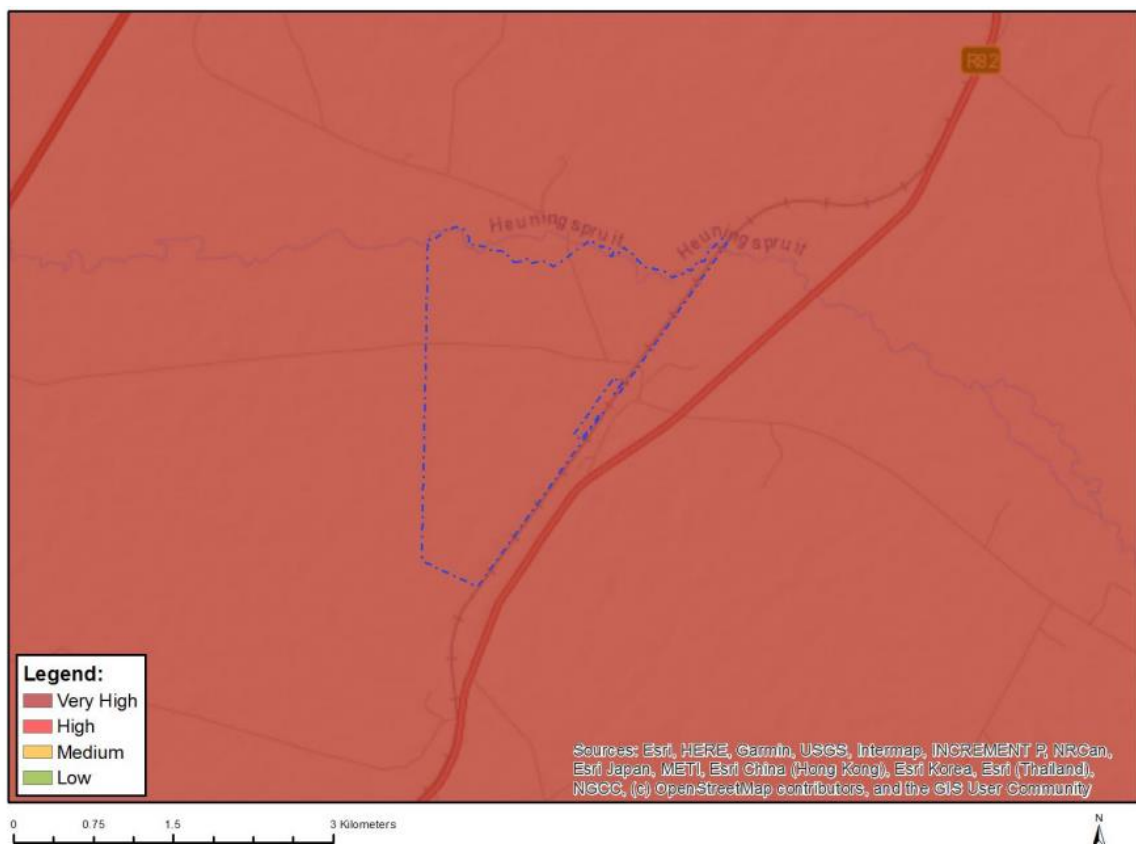 R82
Heuningspruit
Heuningspruit
Legend:
Very High
High
Medium
Low
Sources: Esri, HERE, Garmin, USGS, Intermap, INCREMENT P, NRCan,
Esri Japan, METI, Esri China (Hong Kong), Esri Korea, Esri (Thailand),
NGCC, (c) OpenStreetMap contributors, and the GIS User Community
0 0.75 1.5 3 Kilometers
N